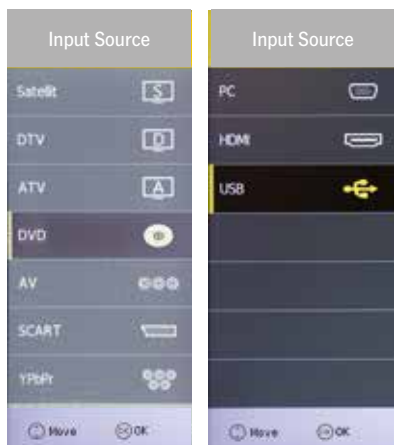 Input Source
Satellit
S
DTV
D
ATV
A
DVD
AV
SCART
YPbPr
Move
OK
Input Source
PC
HDMI
USB
Move
OK